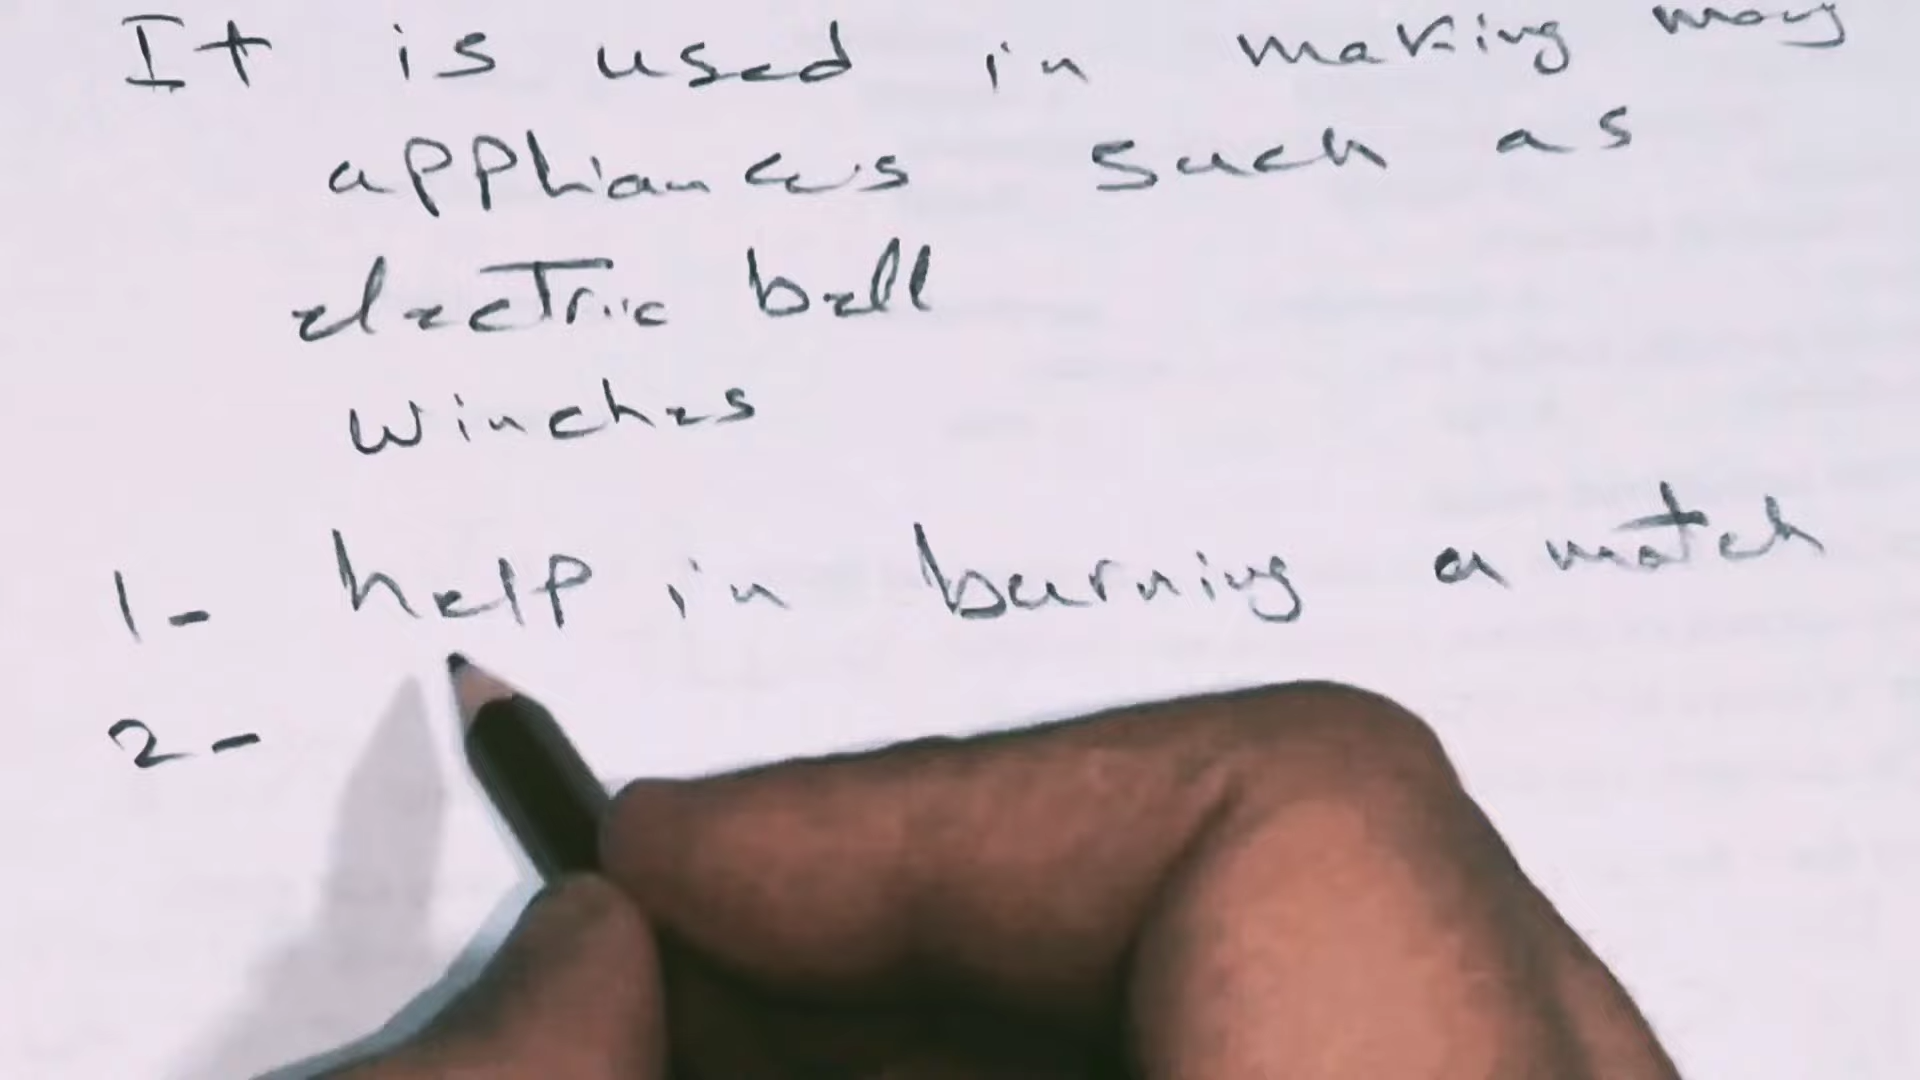 It is used in making many
appliances such as
electric bell
winches
1- help in burning a match
2-